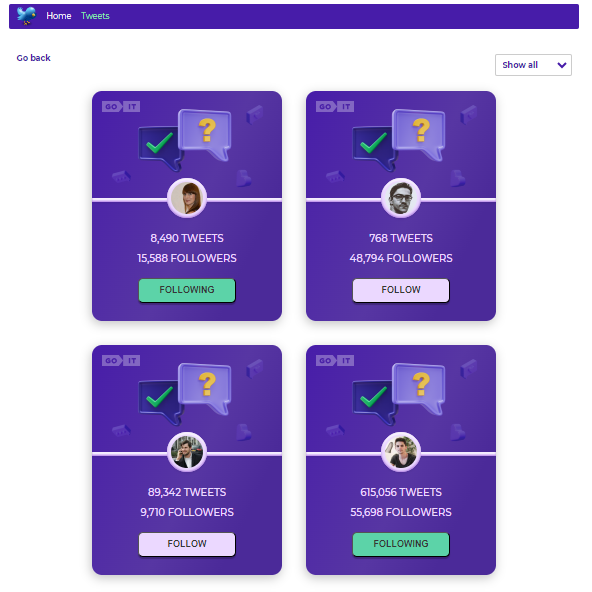 Home Tweets
Go back
Show all
GO IT
?
8,490 TWEETS
15,588 FOLLOWERS
FOLLOWING
GO IT
?
768 TWEETS
48,794 FOLLOWERS
FOLLOW
GO IT
?
89,342 TWEETS
9,710 FOLLOWERS
FOLLOW
GO IT
?
615,056 TWEETS
55,698 FOLLOWERS
FOLLOWING